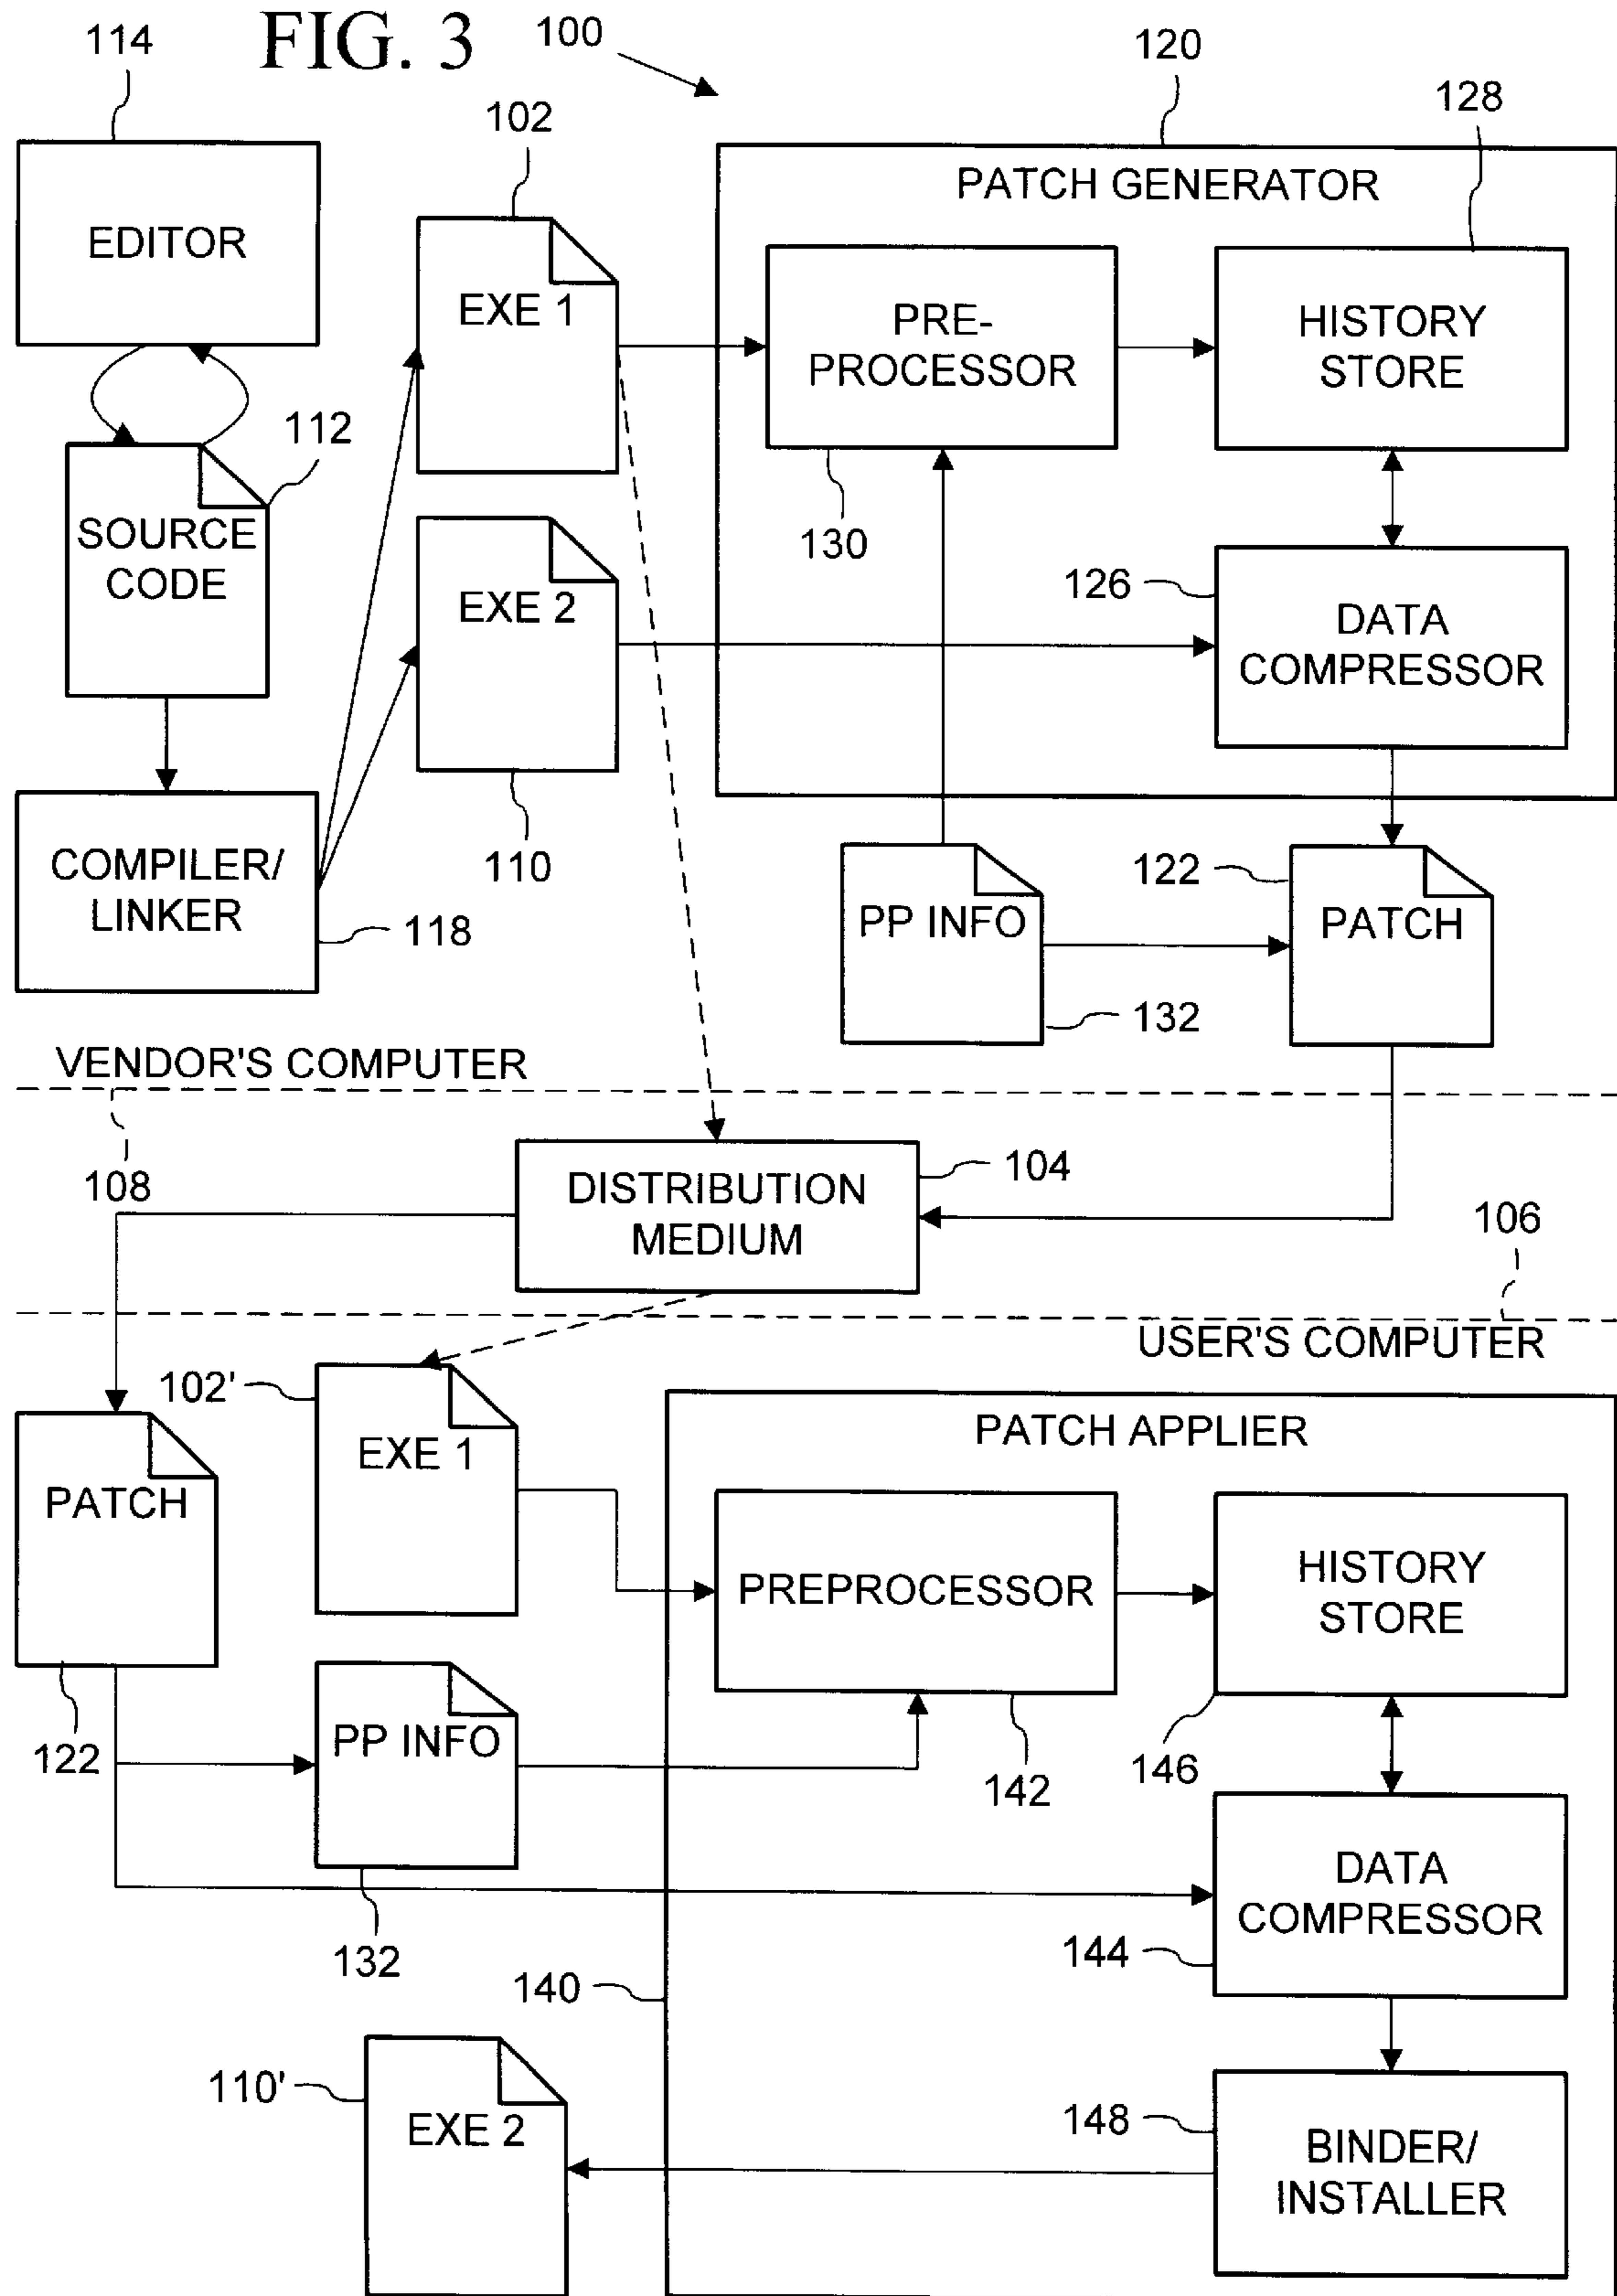 FIG. 3
114
100
120
128
102
PATCH GENERATOR
EDITOR
EXE 1
PRE-
PROCESSOR
HISTORY
STORE
112
SOURCE
CODE
130
EXE 2
126
DATA
COMPRESSOR
110
COMPILER/
LINKER
118
122
PP INFO
PATCH
132
VENDOR'S COMPUTER
108
104
DISTRIBUTION
MEDIUM
106
USER'S COMPUTER
102'
PATCH APPLIER
EXE 1
PATCH
PREPROCESSOR
HISTORY
STORE
122
PP INFO
142
146
DATA
COMPRESSOR
132
144
140
110'
EXE 2
148
BINDER/
INSTALLER